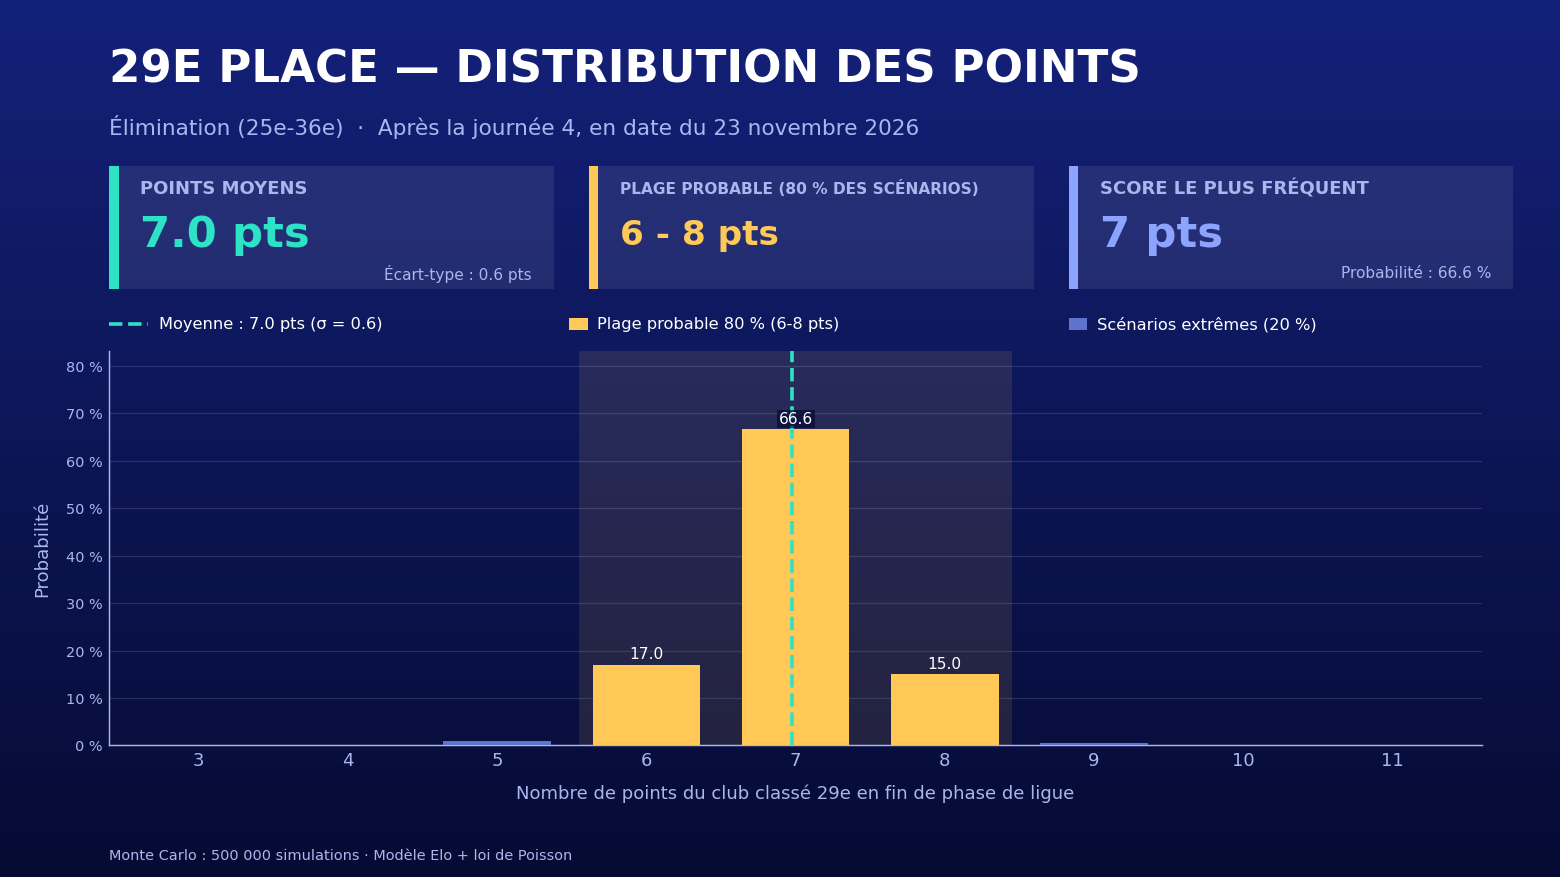 29E PLACE — DISTRIBUTION DES POINTS
Élimination (25e-36e) · Après la journée 4, en date du 23 novembre 2026
POINTS MOYENS
7.0 pts
Écart-type : 0.6 pts
PLAGE PROBABLE (80 % DES SCÉNARIOS)
6 - 8 pts
SCORE LE PLUS FRÉQUENT
7 pts
Probabilité : 66.6 %
Moyenne : 7.0 pts (σ = 0.6)
Plage probable 80 % (6-8 pts)
Scénarios extrêmes (20 %)
Probabilité
80 %
70 %
60 %
50 %
40 %
30 %
20 %
10 %
0 %
17.0
66.6
15.0
3 4 5 6 7 8 9 10 11
Nombre de points du club classé 29e en fin de phase de ligue
Monte Carlo : 500 000 simulations · Modèle Elo + loi de Poisson